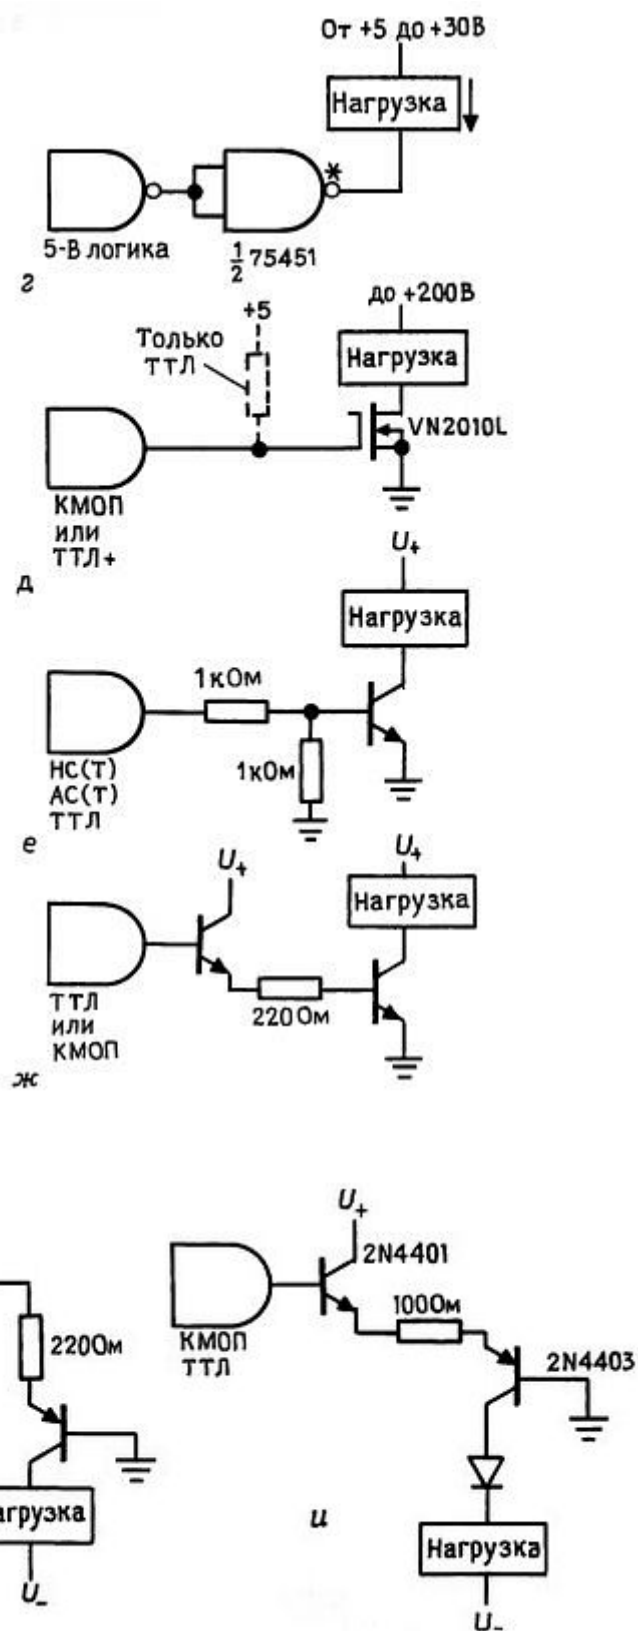 От +5 до +30В
Нагрузка
*
5-В логика
1/2 75451
г
до +200В
+5
Только
ТТЛ
Нагрузка
VN2010L
КМОП
или
ТТЛ+
д
U₊
Нагрузка
1кОм
1кОм
НС(Т)
АС(Т)
ТТЛ
е
U₊
U₊
Нагрузка
220Ом
ТТЛ
или
КМОП
ж
U₊
2N4401
КМОП
ТТЛ
100Ом
2N4403
220Ом
агрузка
U₋
и
Нагрузка
U₋